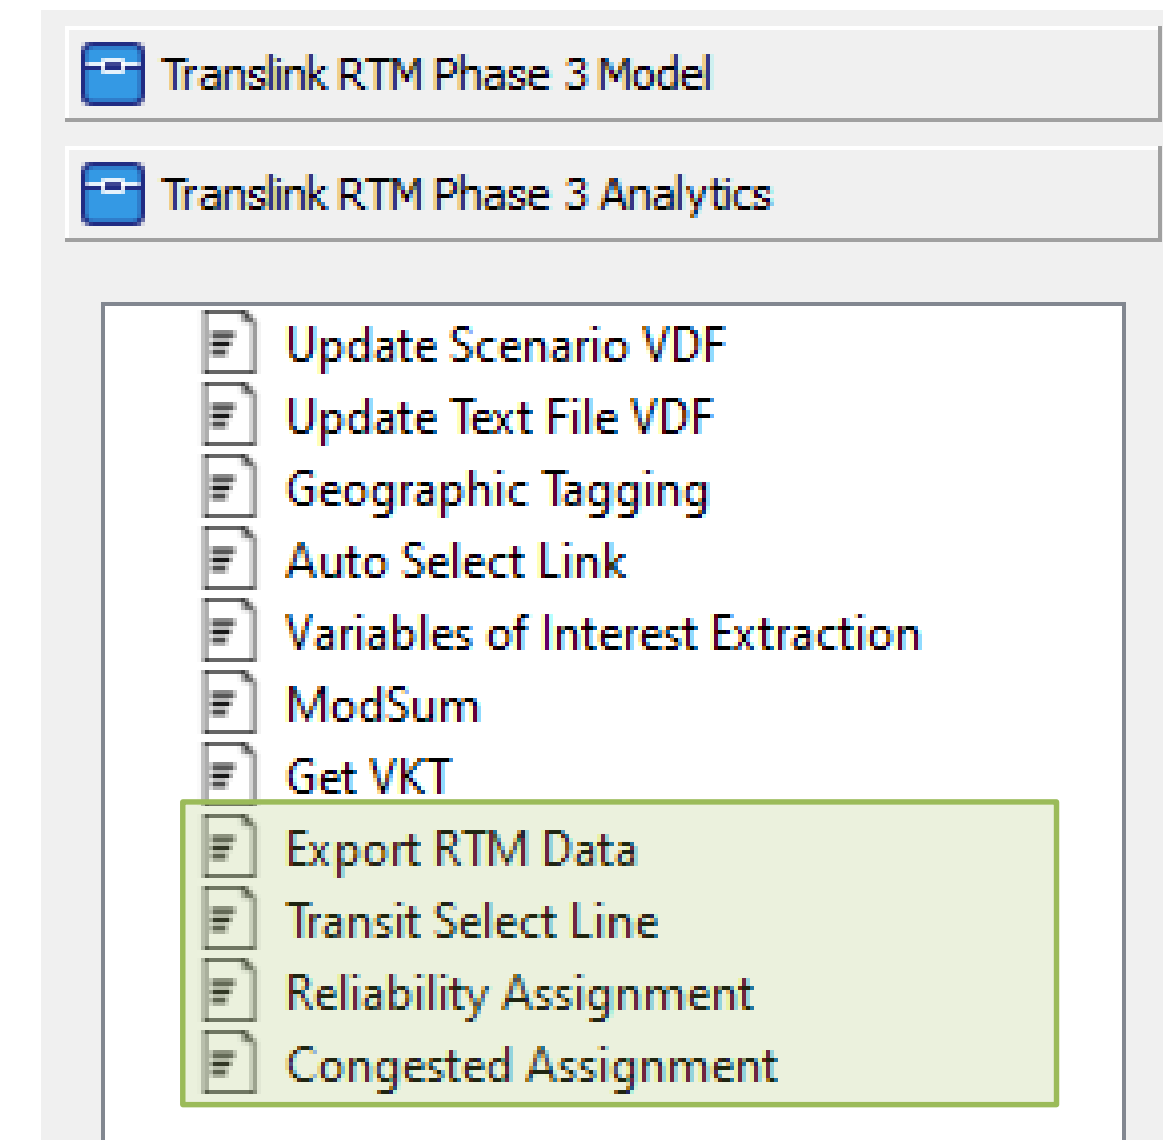 Translink RTM Phase 3 Model
Translink RTM Phase 3 Analytics
Update Scenario VDF
Update Text File VDF
Geographic Tagging
Auto Select Link
Variables of Interest Extraction
ModSum
Get VKT
Export RTM Data
Transit Select Line
Reliability Assignment
Congested Assignment